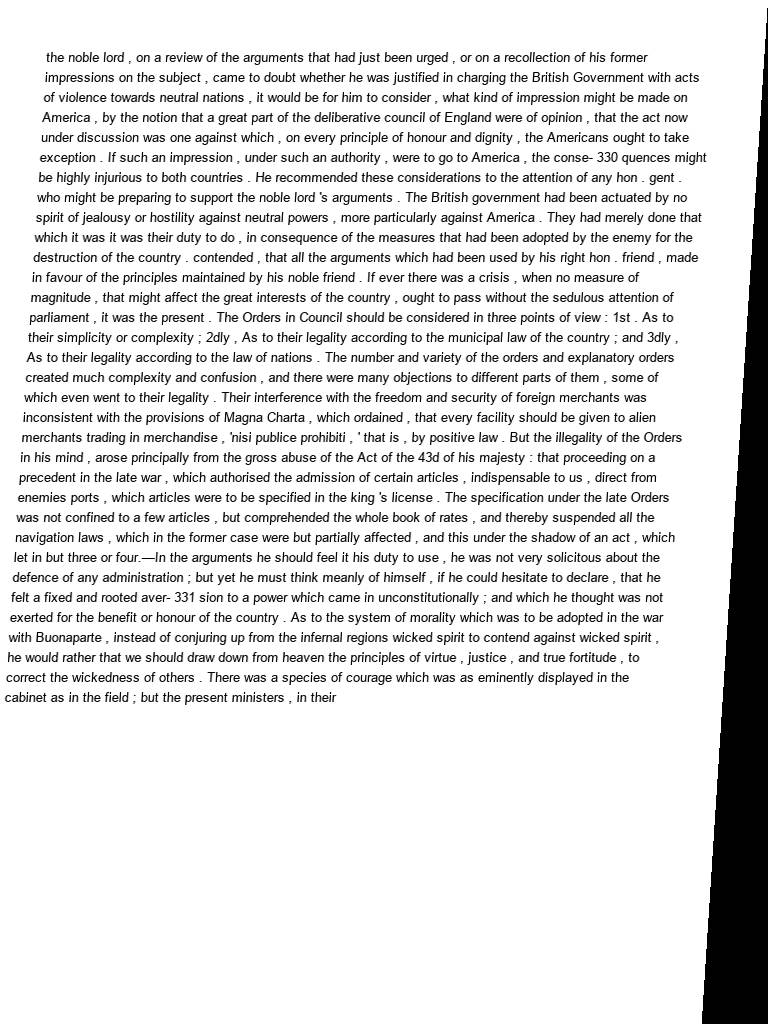 the noble lord , on a review of the arguments that had just been urged , or on a recollection of his former
impressions on the subject , came to doubt whether he was justified in charging the British Government with acts
of violence towards neutral nations , it would be for him to consider , what kind of impression might be made on
America , by the notion that a great part of the deliberative council of England were of opinion , that the act now
under discussion was one against which , on every principle of honour and dignity , the Americans ought to take
exception . If such an impression , under such an authority , were to go to America , the conse- 330 quences might
be highly injurious to both countries . He recommended these considerations to the attention of any hon . gent .
who might be preparing to support the noble lord 's arguments . The British government had been actuated by no
spirit of jealousy or hostility against neutral powers , more particularly against America . They had merely done that
which it was it was their duty to do , in consequence of the measures that had been adopted by the enemy for the
destruction of the country . contended , that all the arguments which had been used by his right hon . friend , made
in favour of the principles maintained by his noble friend . If ever there was a crisis , when no measure of
magnitude , that might affect the great interests of the country , ought to pass without the sedulous attention of
parliament , it was the present . The Orders in Council should be considered in three points of view : 1st . As to
their simplicity or complexity ; 2dly , As to their legality according to the municipal law of the country ; and 3dly ,
As to their legality according to the law of nations . The number and variety of the orders and explanatory orders
created much complexity and confusion , and there were many objections to different parts of them , some of
which even went to their legality . Their interference with the freedom and security of foreign merchants was
inconsistent with the provisions of Magna Charta , which ordained , that every facility should be given to alien
merchants trading in merchandise , 'nisi publice prohibiti , ' that is , by positive law . But the illegality of the Orders
in his mind , arose principally from the gross abuse of the Act of the 43d of his majesty : that proceeding on a
precedent in the late war , which authorised the admission of certain articles , indispensable to us , direct from
enemies ports , which articles were to be specified in the king 's license . The specification under the late Orders
was not confined to a few articles , but comprehended the whole book of rates , and thereby suspended all the
navigation laws , which in the former case were but partially affected , and this under the shadow of an act , which
let in but three or four.—In the arguments he should feel it his duty to use , he was not very solicitous about the
defence of any administration ; but yet he must think meanly of himself , if he could hesitate to declare , that he
felt a fixed and rooted aver- 331 sion to a power which came in unconstitutionally ; and which he thought was not
exerted for the benefit or honour of the country . As to the system of morality which was to be adopted in the war
with Buonaparte , instead of conjuring up from the infernal regions wicked spirit to contend against wicked spirit ,
he would rather that we should draw down from heaven the principles of virtue , justice , and true fortitude , to
correct the wickedness of others . There was a species of courage which was as eminently displayed in the
cabinet as in the field ; but the present ministers , in their